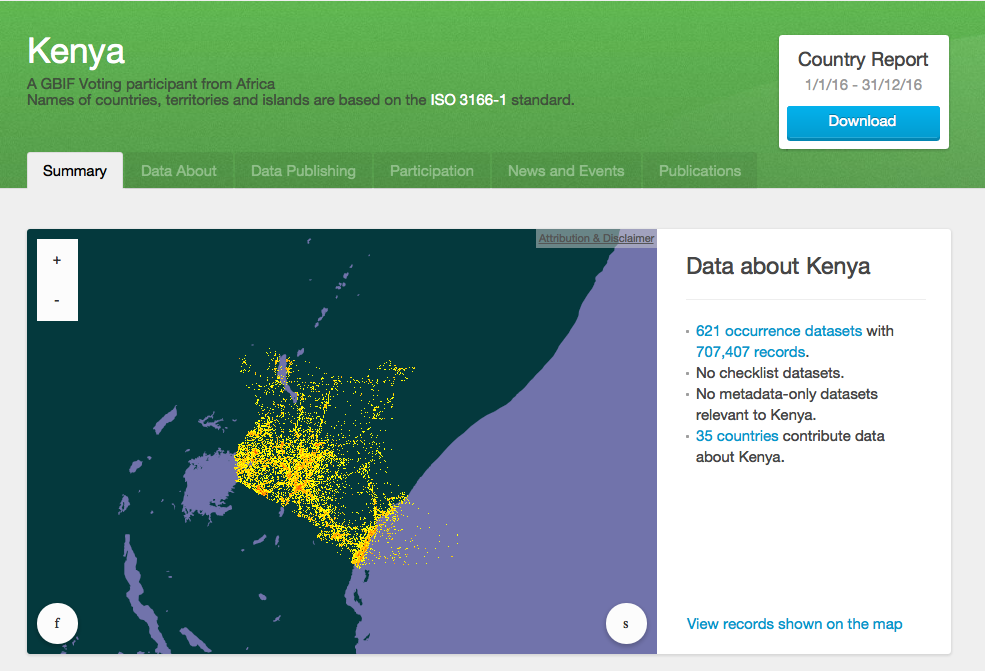 Kenya
A GBIF Voting participant from Africa
Names of countries, territories and islands are based on the ISO 3166-1 standard.
Country Report
1/1/16 - 31/12/16
Download
Summary
Data About
Data Publishing
Participation
News and Events
Publications
+
-
Attribution & Disclaimer
f
s
Data about Kenya
621 occurrence datasets with
707,407 records.
No checklist datasets.
No metadata-only datasets
relevant to Kenya.
35 countries contribute data
about Kenya.
View records shown on the map